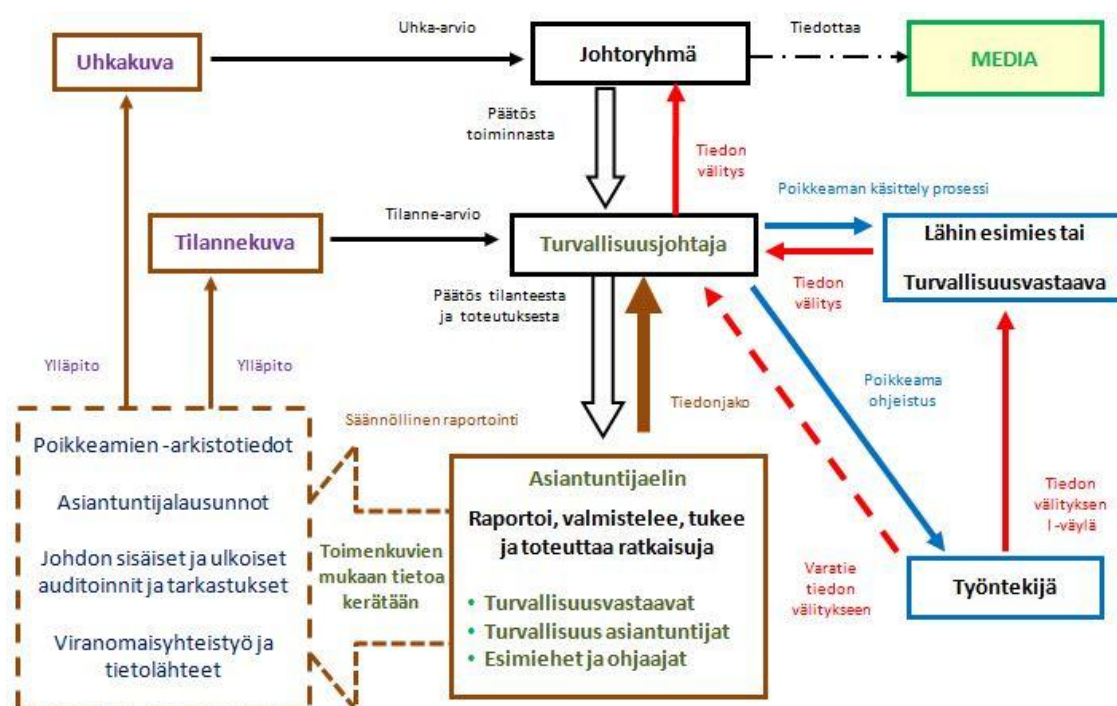 Uhka-arvio
Tiedottaa
Uhkakuva
Johtoryhmä
MEDIA
Päätös
toiminnasta
Tiedon
välitys
Poikkeaman käsittely prosessi
Tilanne-arvio
Tilannekuva
Turvallisuusjohtaja
Lähin esimies tai
Turvallisuusvastaava
Päätös tilanteesta
ja toteutuksesta
Tiedon
välitys
Ylläpito
Ylläpito
Poikkeama
ohjeistus
Tiedonjako
Säännöllinen raportointi
Poikkeamien -arkistotiedot
Asiantuntijalausunnot
Johdon sisäiset ja ulkoiset
auditoinnit ja tarkastukset
Viranomaisyhteistyö ja
tietolähteet
Toimenkuvien
mukaan tietoa
kerätään
Asiantuntijaelin
Raportoi, valmistelee, tukee
ja toteuttaa ratkaisuja
• Turvallisuusvastaavat
• Turvallisuus asiantuntijat
• Esimiehet ja ohjaajat
Tiedon
välityksen
I -väylä
Varatie
tiedon
välitykseen
Työntekijä